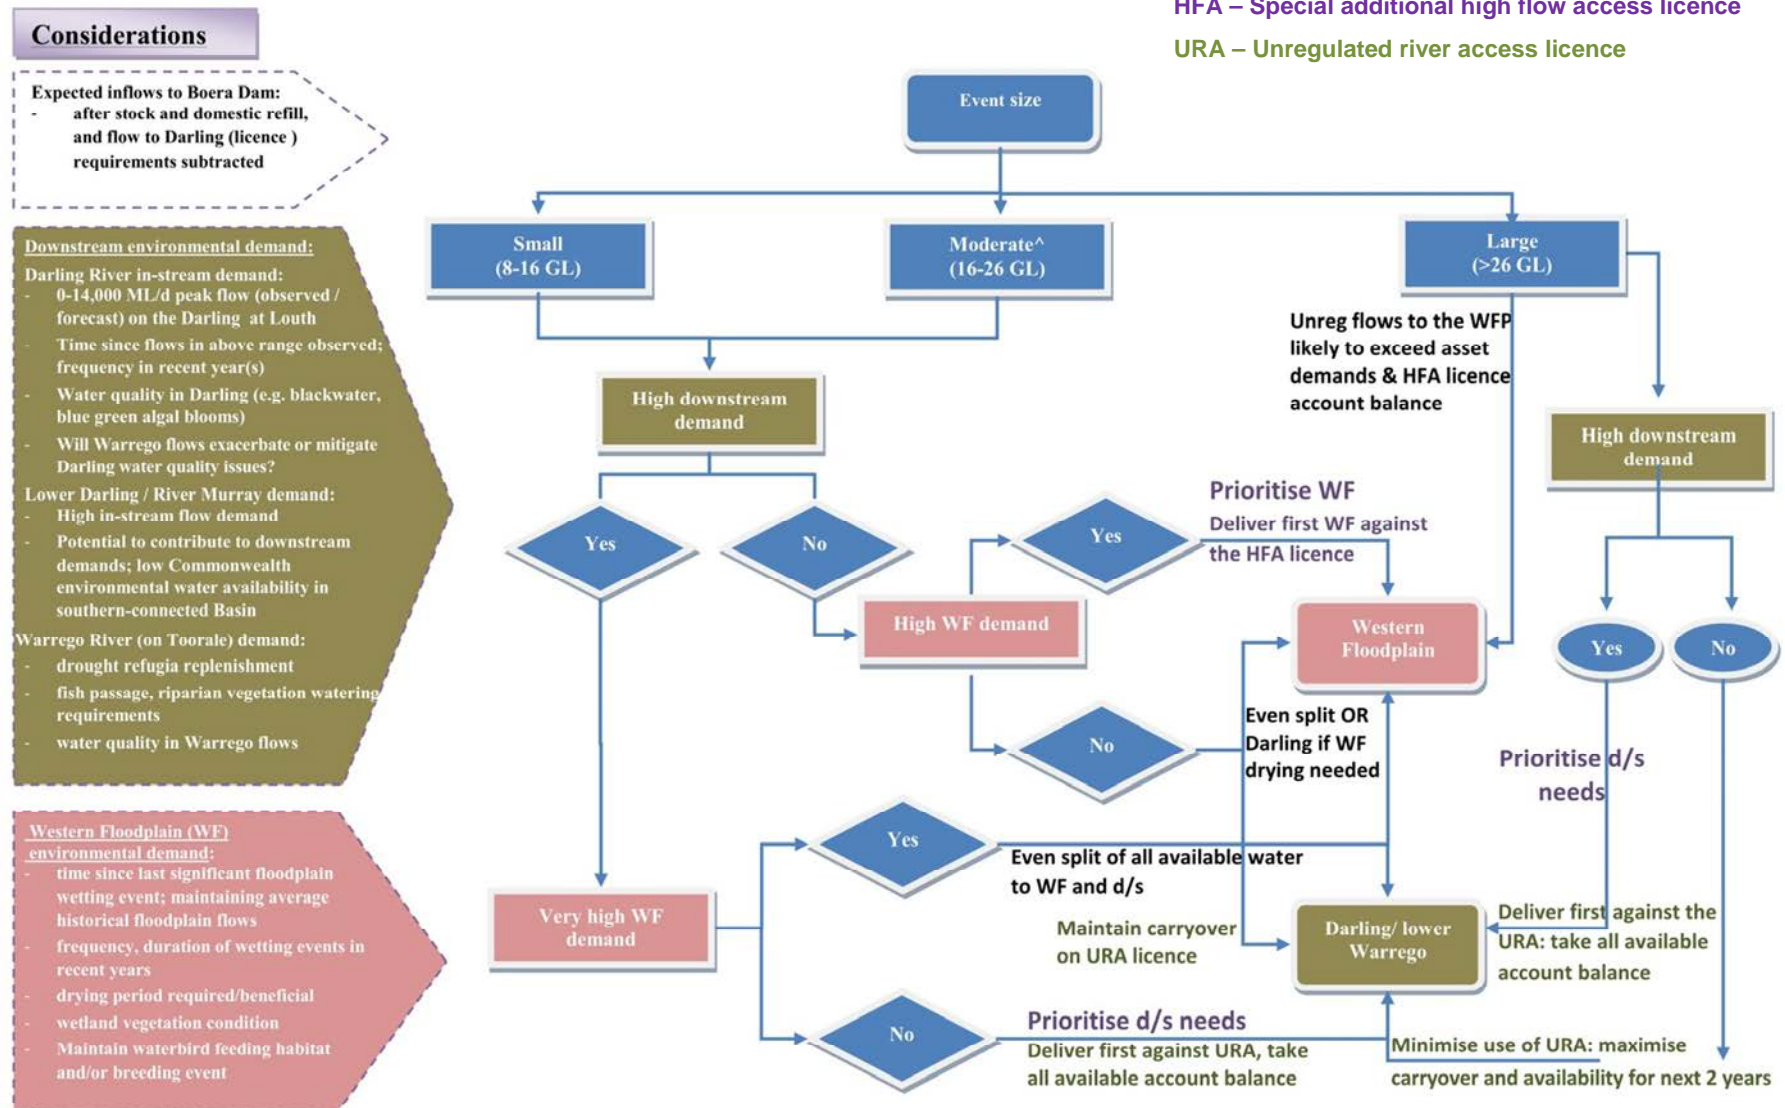 HFA – Special additional high flow access licence
URA – Unregulated river access licence
Considerations
Expected inflows to Boera Dam:
- after stock and domestic refill,
and flow to Darling (licence )
requirements subtracted
Downstream environmental demand:
Darling River in-stream demand:
- 0-14,000 ML/d peak flow (observed /
forecast) on the Darling at Louth
- Time since flows in above range observed;
frequency in recent year(s)
- Water quality in Darling (e.g. blackwater,
blue green algal blooms)
- Will Warrego flows exacerbate or mitigate
Darling water quality issues?
Lower Darling / River Murray demand:
- High in-stream flow demand
- Potential to contribute to downstream
demands; low Commonwealth
environmental water availability in
southern-connected Basin
Warrego River (on Toorale) demand:
- drought refugia replenishment
- fish passage, riparian vegetation watering
requirements
- water quality in Warrego flows
Western Floodplain (WF)
environmental demand:
- time since last significant floodplain
wetting event; maintaining average
historical floodplain flows
- frequency, duration of wetting events in
recent years
- drying period required/beneficial
- wetland vegetation condition
- Maintain waterbird feeding habitat
and/or breeding event
Event size
Small
(8-16 GL)
Moderate^
(16-26 GL)
Large
(>26 GL)
Unreg flows to the WFP
likely to exceed asset
demands & HFA licence
account balance
High downstream
demand
High downstream
demand
Yes
No
Yes
Prioritise WF
Deliver first WF against
the HFA licence
High WF demand
Western
Floodplain
Yes
No
No
Even split OR
Darling if WF
drying needed
Prioritise d/s
needs
Yes
Even split of all available water
to WF and d/s
Very high WF
demand
Maintain carryover
on URA licence
Darling/ lower
Warrego
Deliver first against the
URA: take all available
account balance
No
Prioritise d/s needs
Deliver first against URA, take
all available account balance
Minimise use of URA: maximise
carryover and availability for next 2 years